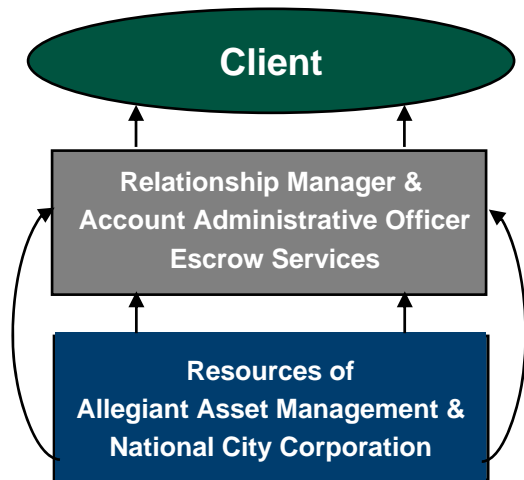 Client
Relationship Manager &
Account Administrative Officer
Escrow Services
Resources of
Allegiant Asset Management &
National City Corporation